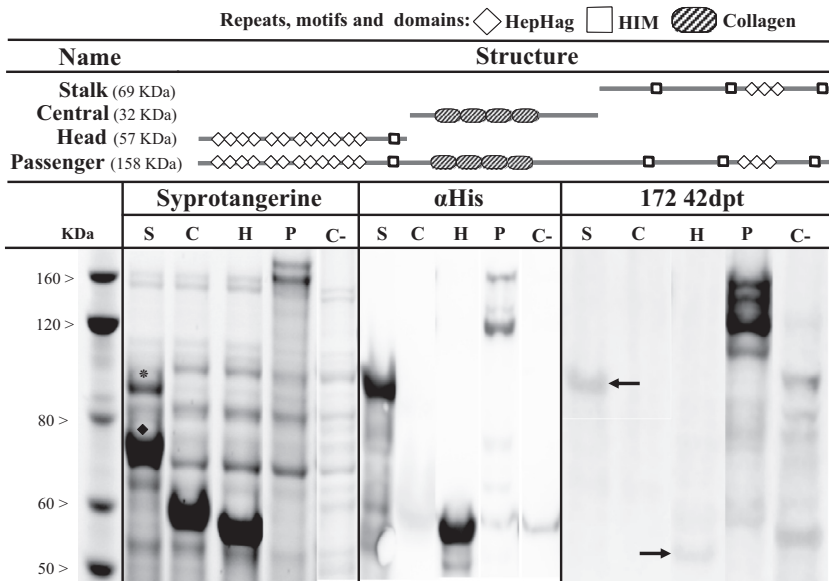 Repeats, motifs and domains: HepHag HIM Collagen
Name Structure
Stalk (69 KDa)
Central (32 KDa)
Head (57 KDa)
Passenger (158 KDa)
Syprotangerine αHis 172 42dpt
KDa S C H P C- S C H P C- S C H P C-
160 >
120 >
*
80 >
60 >
50 >